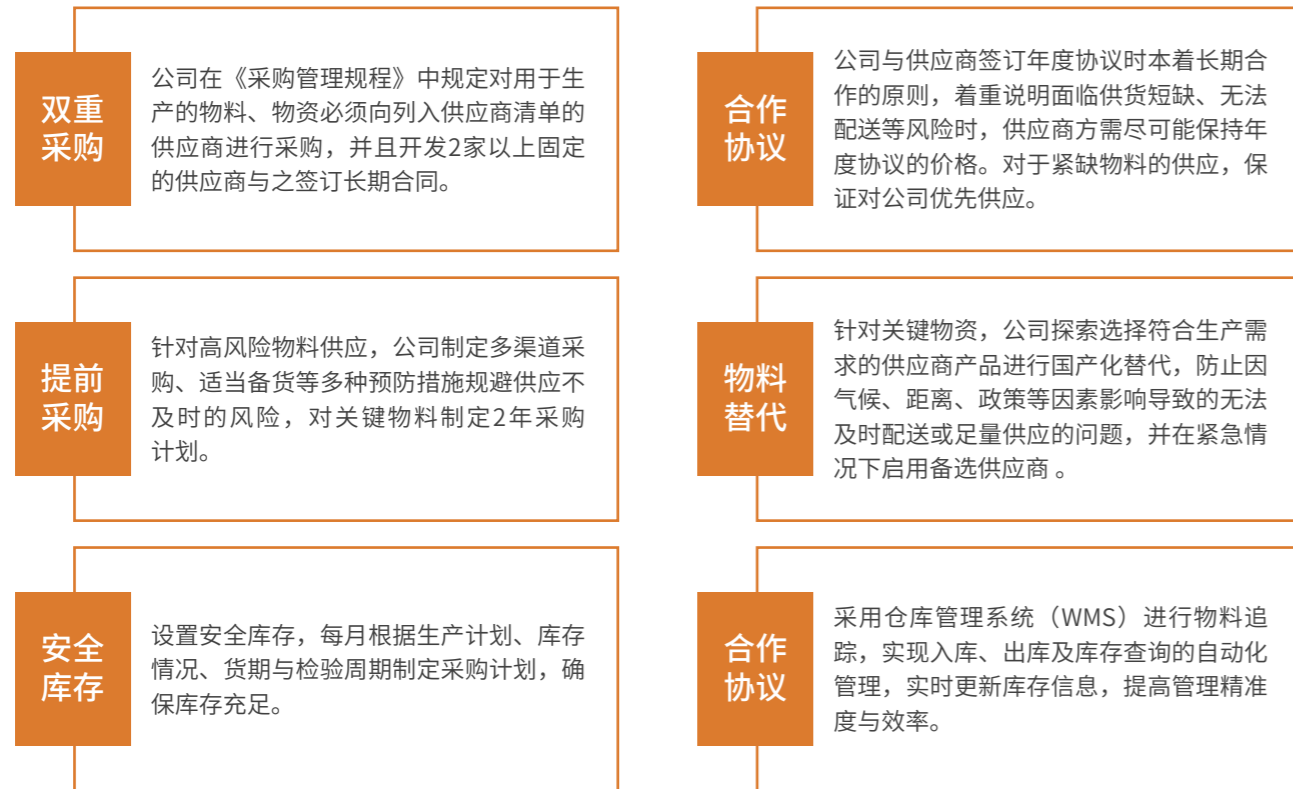 双重
采购
公司在《采购管理规程》中规定对用于生
产的物料、物资必须向列入供应商清单的
供应商进行采购，并且开发2家以上固定
的供应商与之签订长期合同。
合作
协议
公司与供应商签订年度协议时本着长期合
作的原则，着重说明面临供货短缺、无法
配送等风险时，供应商方需尽可能保持年
度协议的价格。对于紧缺物料的供应，保
证对公司优先供应。
提前
采购
针对高风险物料供应，公司制定多渠道采
购、适当备货等多种预防措施规避供应不
及时的风险，对关键物料制定2年采购
计划。
物料
替代
针对关键物资，公司探索选择符合生产需
求的供应商产品进行国产化替代，防止因
气候、距离、政策等因素影响导致的无法
及时配送或足量供应的问题，并在紧急情
况下启用备选供应商 。
安全
库存
设置安全库存，每月根据生产计划、库存
情况、货期与检验周期制定采购计划，确
保库存充足。
合作
协议
采用仓库管理系统（WMS）进行物料追
踪，实现入库、出库及库存查询的自动化
管理，实时更新库存信息，提高管理精准
度与效率。